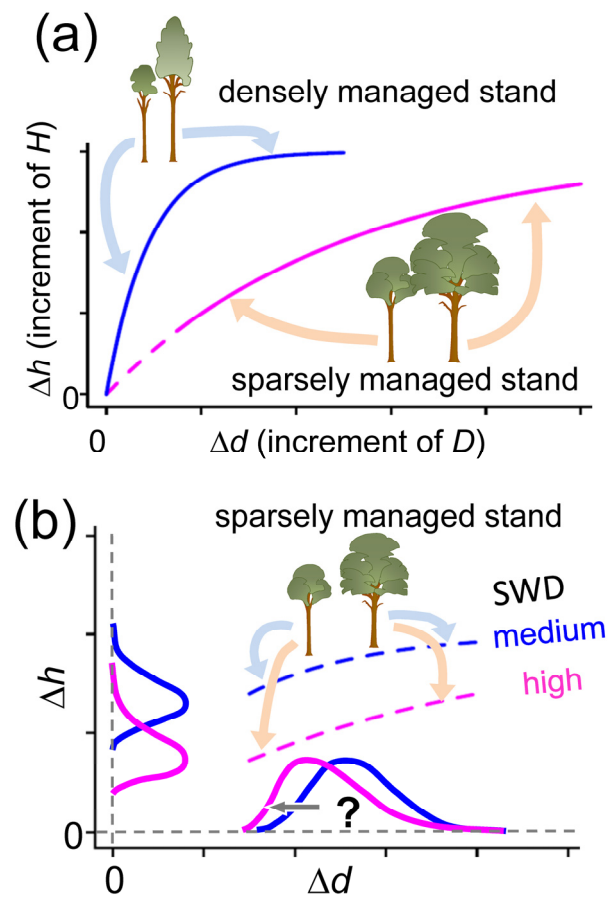 (a)
densely managed stand
Δh (increment of H)
sparsely managed stand
0
0
Δd (increment of D)
(b)
sparsely managed stand
SWD
medium
high
Δh
?
0
0
Δd